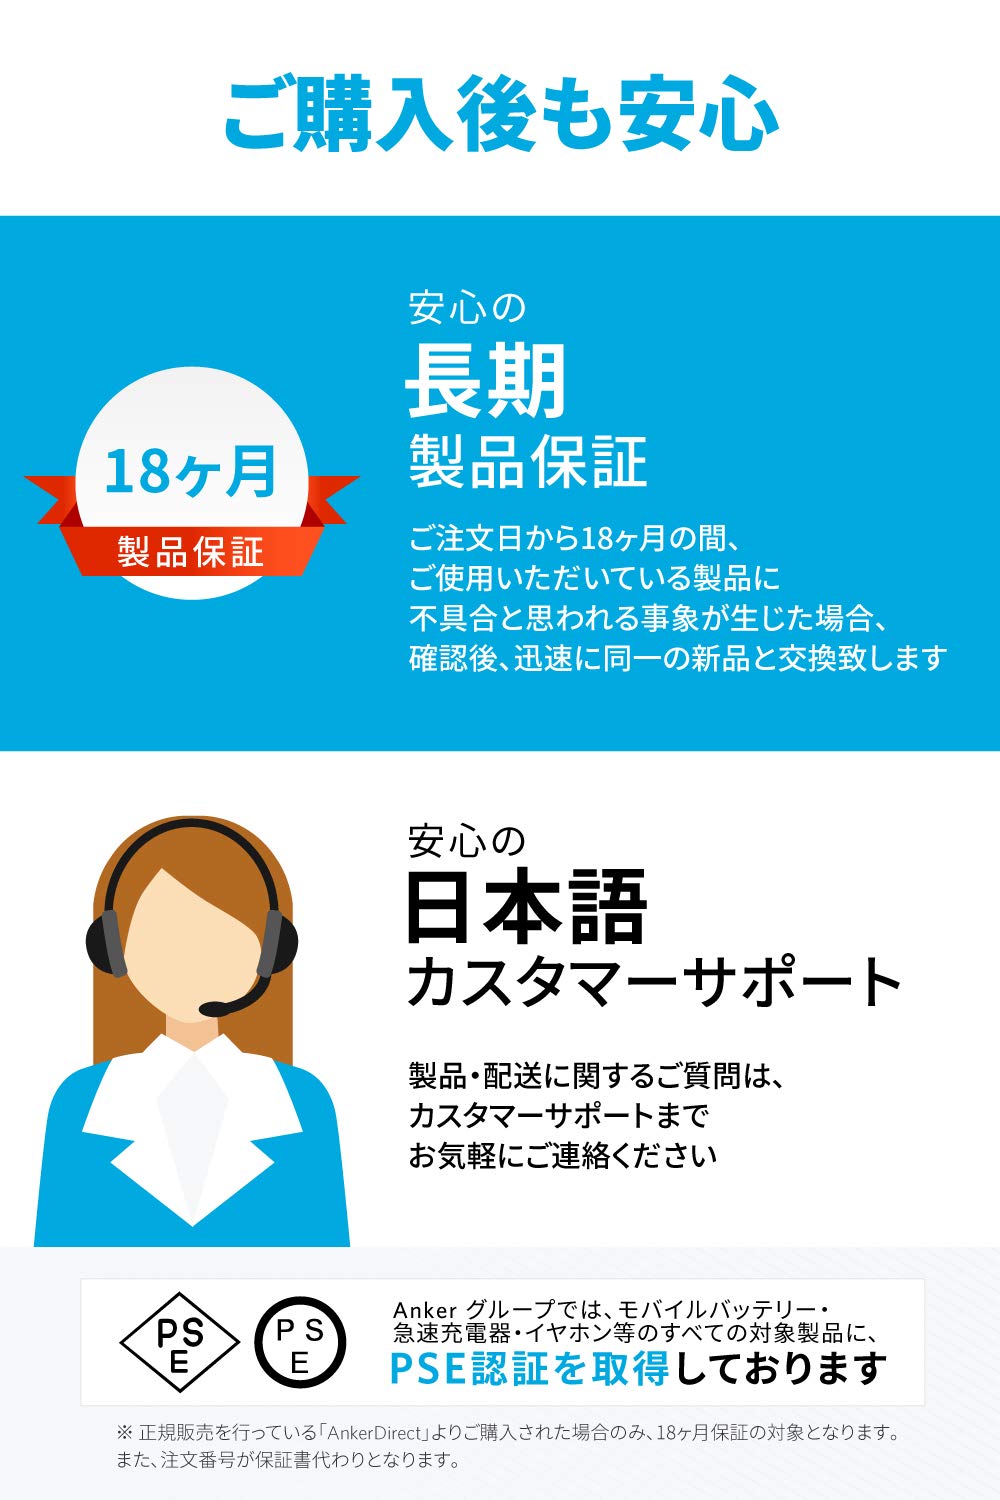 ご購入後も安心
安心の
長期
製品保証
18ヶ月
製品保証
ご注文日から18ヶ月の間、
ご使用いただいている製品に
不具合と思われる事象が生じた場合、
確認後、迅速に同一の新品と交換致します
安心の
日本語
カスタマーサポート
製品・配送に関するご質問は、
カスタマーサポートまで
お気軽にご連絡ください
PS
E
PS
E
Anker グループでは、モバイルバッテリー・
急速充電器・イヤホン等のすべての対象製品に、
PSE認証を取得しております
※ 正規販売を行っている「AnkerDirect」よりご購入された場合のみ、18ヶ月保証の対象となります。
また、注文番号が保証書代わりとなります。